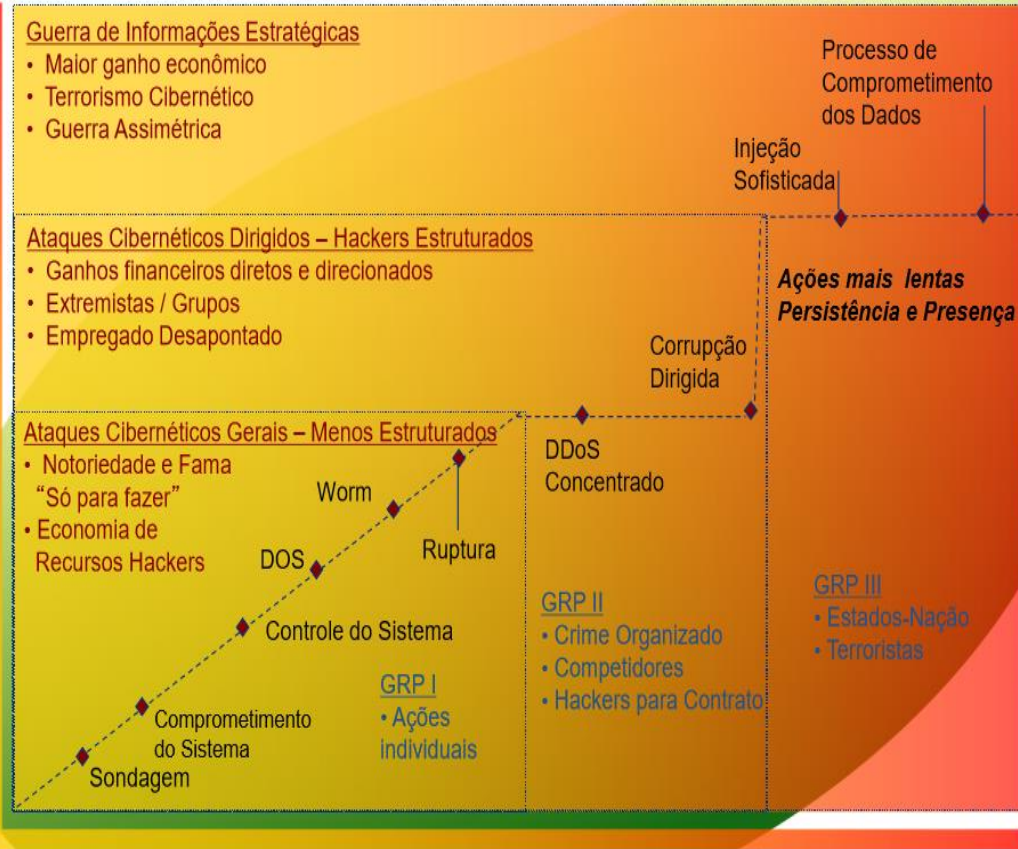 Guerra de Informações Estratégicas
• Maior ganho econômico
• Terrorismo Cibernético
• Guerra Assimétrica
Processo de
Comprometimento
dos Dados
Injeção
Sofisticada
Ataques Cibernéticos Dirigidos – Hackers Estruturados
• Ganhos financeiros diretos e direcionados
• Extremistas / Grupos
• Empregado Desapontado
Ações mais lentas
Persistência e Presença
Corrupção
Dirigida
Ataques Cibernéticos Gerais – Menos Estruturados
• Notoriedade e Fama
“Só para fazer”
• Economia de
Recursos Hackers
DDoS
Concentrado
Worm
Ruptura
DOS
Controle do Sistema
Comprometimento
do Sistema
Sondagem
GRP I
• Ações
individuais
GRP II
• Crime Organizado
• Competidores
• Hackers para Contrato
GRP III
• Estados-Nação
• Terroristas